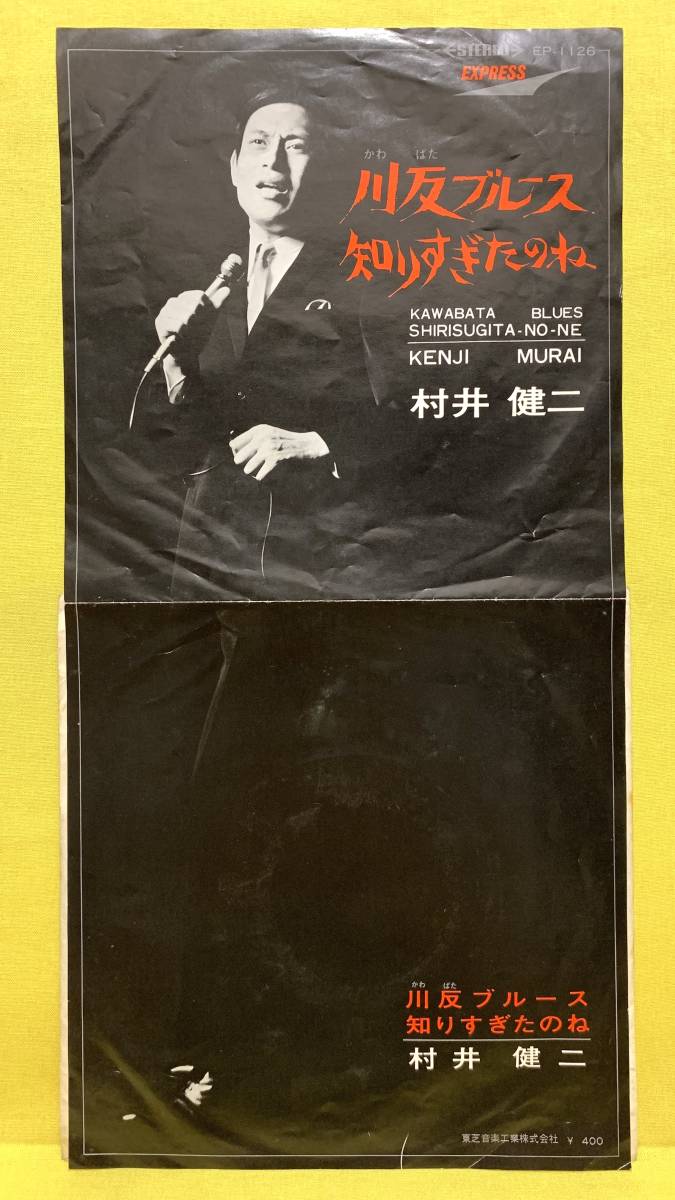 STEREO EP-1126
EXPRESS
かわ ばた
川反ブルース
知りすぎたのね
KAWABATA BLUES
SHIRISUGITA-NO-NE
KENJI MURAI
村井 健二
かわ ばた
川反ブルース
知りすぎたのね
村井 健二
東芝音楽工業株式会社 ¥ 400